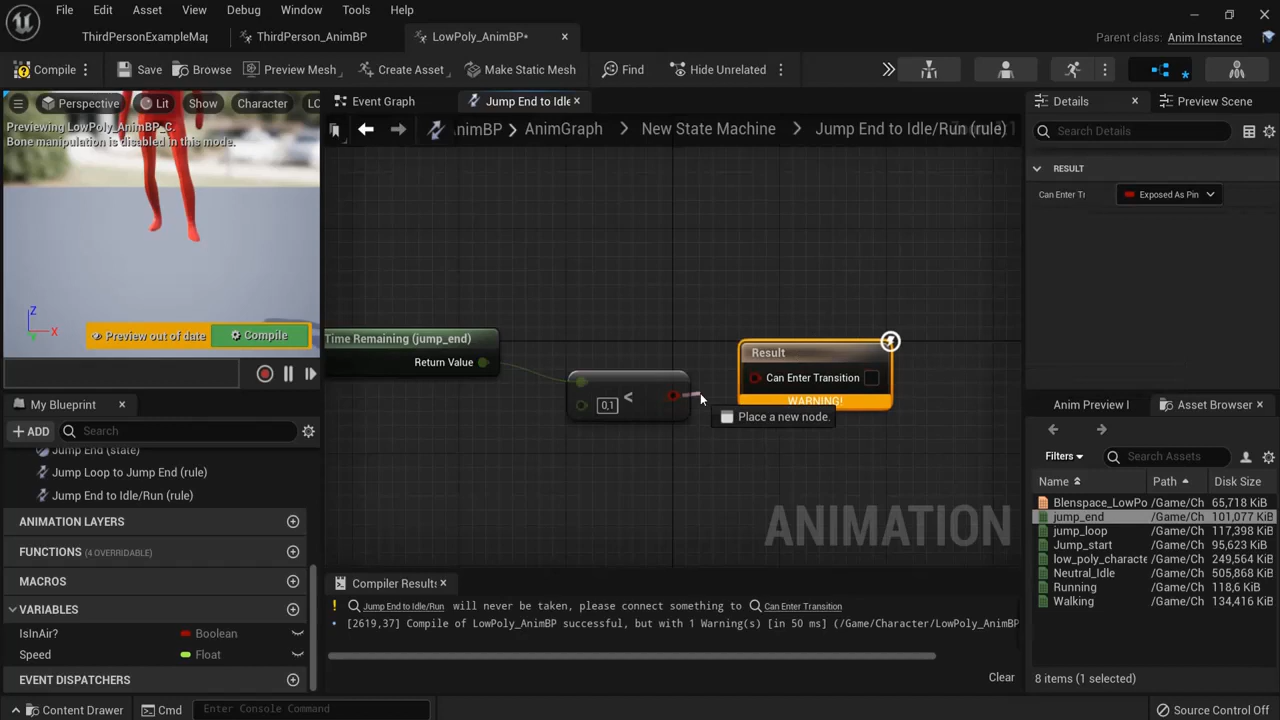 File Edit Asset View Debug Window Tools Help
ThirdPersonExampleMap ThirdPerson_AnimBP LowPoly_AnimBP*
Parent class: Anim Instance
Compile Save Browse Preview Mesh Create Asset Make Static Mesh Find Hide Unrelated
Event Graph Jump End to Idle
Details Preview Scene
Perspective Lit Show Character LO
Previewing LowPoly_AnimBP_C.
Bone manipulation is disabled in this mode.
AnimBP > AnimGraph > New State Machine > Jump End to Idle/Run (rule)
Search Details
RESULT
Can Enter Ti Exposed As Pin
Time Remaining (jump_end)
Return Value
<
0,1
Result
Can Enter Transition
WARNING!
Place a new node.
ANIMATION
Z
X
Y
Preview out of date Compile
My Blueprint
ADD Search
Jump End (state)
Jump Loop to Jump End (rule)
Jump End to Idle/Run (rule)
ANIMATION LAYERS
FUNCTIONS (4 OVERRIDABLE)
MACROS
VARIABLES
IsInAir? Boolean
Speed Float
EVENT DISPATCHERS
Compiler Results
! Jump End to Idle/Run will never be taken, please connect something to Can Enter Transition
• [2619,37] Compile of LowPoly_AnimBP successful, but with 1 Warning(s) [in 50 ms] (/Game/Character/LowPoly_AnimBP
Clear
Anim Preview I Asset Browser
Filters Search Assets
Name Path Disk Size
Blenspace_LowPo /Game/Ch 65,718 KiB
jump_end /Game/Ch 101,077 KiB
jump_loop /Game/Ch 117,398 KiB
Jump_start /Game/Ch 95,623 KiB
low_poly_characte /Game/Ch 249,564 KiB
Neutral_Idle /Game/Ch 505,868 KiB
Running /Game/Ch 118,6 KiB
Walking /Game/Ch 134,416 KiB
8 items (1 selected)
Content Drawer Cmd Enter Console Command Source Control Off